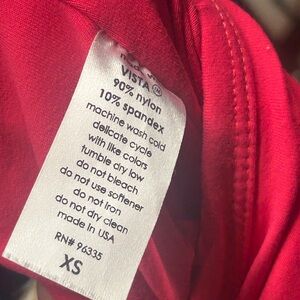 VISTA
90% nylon
10% spandex
machine wash cold
delicate cycle
with like colors
tumble dry low
do not bleach
do not use softener
do not iron
do not dry clean
made in USA
RN# 96335
XS